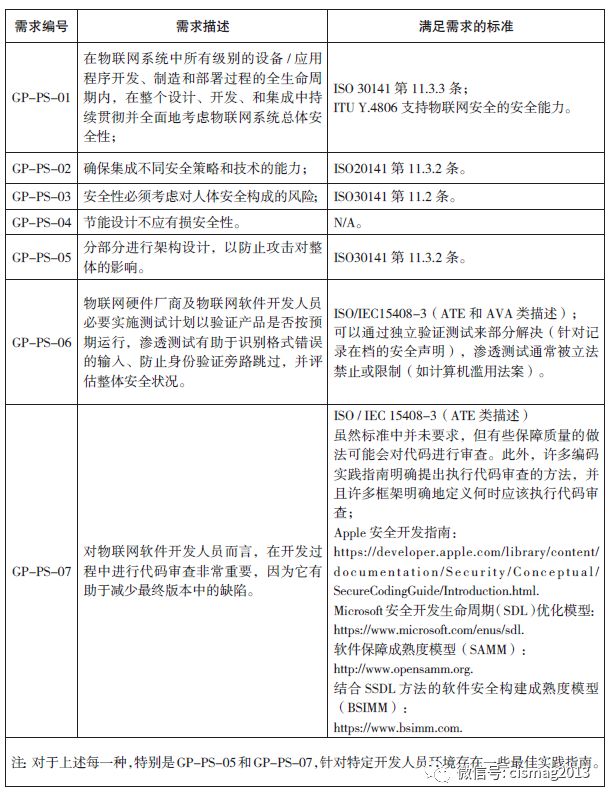 需求编号 需求描述 满足需求的标准
GP-PS-01
在物联网系统中所有级别的设备 / 应用
程序开发、制造和部署过程的全生命周
期内，在整个设计、开发、和集成中持
续贯彻并全面地考虑物联网系统总体安
全性；
ISO 30141 第 11.3.3 条；
ITU Y.4806 支持物联网安全的安全能力。
GP-PS-02 确保集成不同安全策略和技术的能力； ISO20141 第 11.3.2 条。
GP-PS-03 安全性必须考虑对人体安全构成的风险； ISO30141 第 11.2 条。
GP-PS-04 节能设计不应有损安全性。 N/A。
GP-PS-05
分部分进行架构设计，以防止攻击对整
体的影响。
ISO30141 第 11.3.2 条。
GP-PS-06
物联网硬件厂商及物联网软件开发人员
必要实施测试计划以验证产品是否按预
期运行，渗透测试有助于识别格式错误
的输入、防止身份验证旁路跳过，并评
估整体安全状况。
ISO/IEC15408-3（ATE 和 AVA 类描述）；
可以通过独立验证测试来部分解决（针对记
录在档的安全声明），渗透测试通常被立法
禁止或限制（如计算机滥用法案）。
GP-PS-07
对物联网软件开发人员而言，在开发过
程中进行代码审查非常重要，因为它有
助于减少最终版本中的缺陷。
ISO / IEC 15408-3（ATE 类描述）
虽然标准中并未要求，但有些保障质量的做
法可能会对代码进行审查。此外，许多编码
实践指南明确提出执行代码审查的方法，并
且许多框架明确地定义何时应该执行代码审
查；
Apple 安全开发指南：
https://developer.apple.com/library/content/
documentation/Security/Conceptual/
SecureCodingGuide/Introduction.html.
Microsoft 安全开发生命周期（SDL）优化模型：
https://www.microsoft.com/enus/sdl.
软件保障成熟度模型（SAMM）：
http://www.opensamm.org.
结合 SSDL 方法的软件安全构建成熟度模型
（BSIMM）：
https://www.bsimm.com.
注：对于上述每一种，特别是 GP-PS-05 和 GP-PS-07，针对特定开发人员环境存在一些最佳实践指南。
微信号: cismag2013